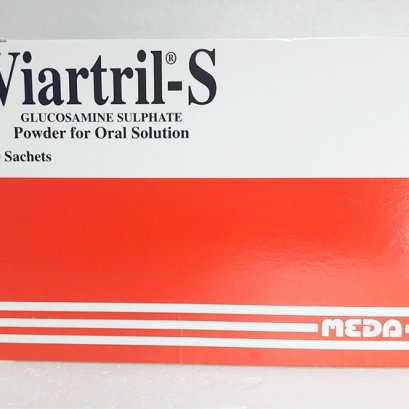 Viartril®-S
GLUCOSAMINE SULPHATE
Powder for Oral Solution
Sachets
MEDA